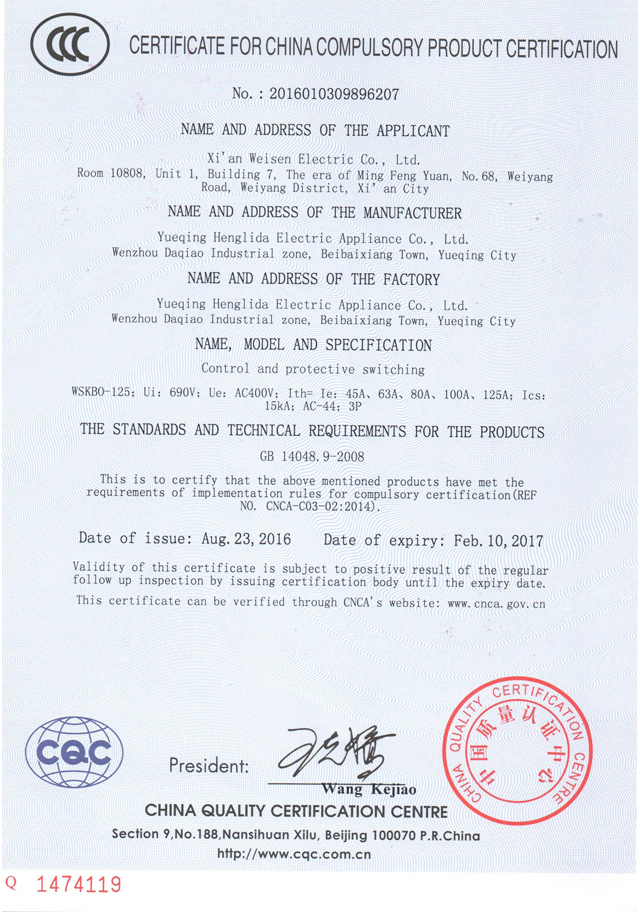 CCC
CERTIFICATE FOR CHINA COMPULSORY PRODUCT CERTIFICATION
No. : 2016010309896207
NAME AND ADDRESS OF THE APPLICANT
Xi'an Weisen Electric Co., Ltd.
Room 10808, Unit 1, Building 7, The era of Ming Feng Yuan, No.68, Weiyang
Road, Weiyang District, Xi' an City
NAME AND ADDRESS OF THE MANUFACTURER
Yueqing Henglida Electric Appliance Co., Ltd.
Wenzhou Daqiao Industrial zone, Beibaixiang Town, Yueqing City
NAME AND ADDRESS OF THE FACTORY
Yueqing Henglida Electric Appliance Co., Ltd.
Wenzhou Daqiao Industrial zone, Beibaixiang Town, Yueqing City
NAME, MODEL AND SPECIFICATION
Control and protective switching
WSKBO-125; Ui: 690V; Ue: AC400V; Ith= Ie: 45A、63A、80A、100A、125A; Ics:
15kA; AC-44; 3P
THE STANDARDS AND TECHNICAL REQUIREMENTS FOR THE PRODUCTS
GB 14048.9-2008
This is to certify that the above mentioned products have met the
requirements of implementation rules for compulsory certification(REF
NO. CNCA-C03-02:2014).
Date of issue: Aug. 23, 2016 Date of expiry: Feb. 10, 2017
Validity of this certificate is subject to positive result of the regular
follow up inspection by issuing certification body until the expiry date.
This certificate can be verified through CNCA's website: www.cnca.gov.cn
CQC
President:
王克娇
Wang Kejiao
CHINA QUALITY CERTIFICATION CENTRE
中国质量认证中心
CHINA QUALITY CERTIFICATION CENTRE
Section 9,No.188,Nansihuan Xilu, Beijing 100070 P.R.China
http://www.cqc.com.cn
Q 1474119